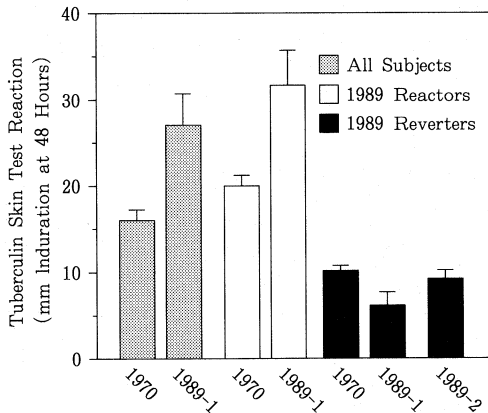 Tuberculin Skin Test Reaction
(mm Induration at 48 Hours)
40
30
20
10
0
All Subjects
1989 Reactors
1989 Reverters
1970
1989-1
1970
1989-1
1970
1989-1
1989-2